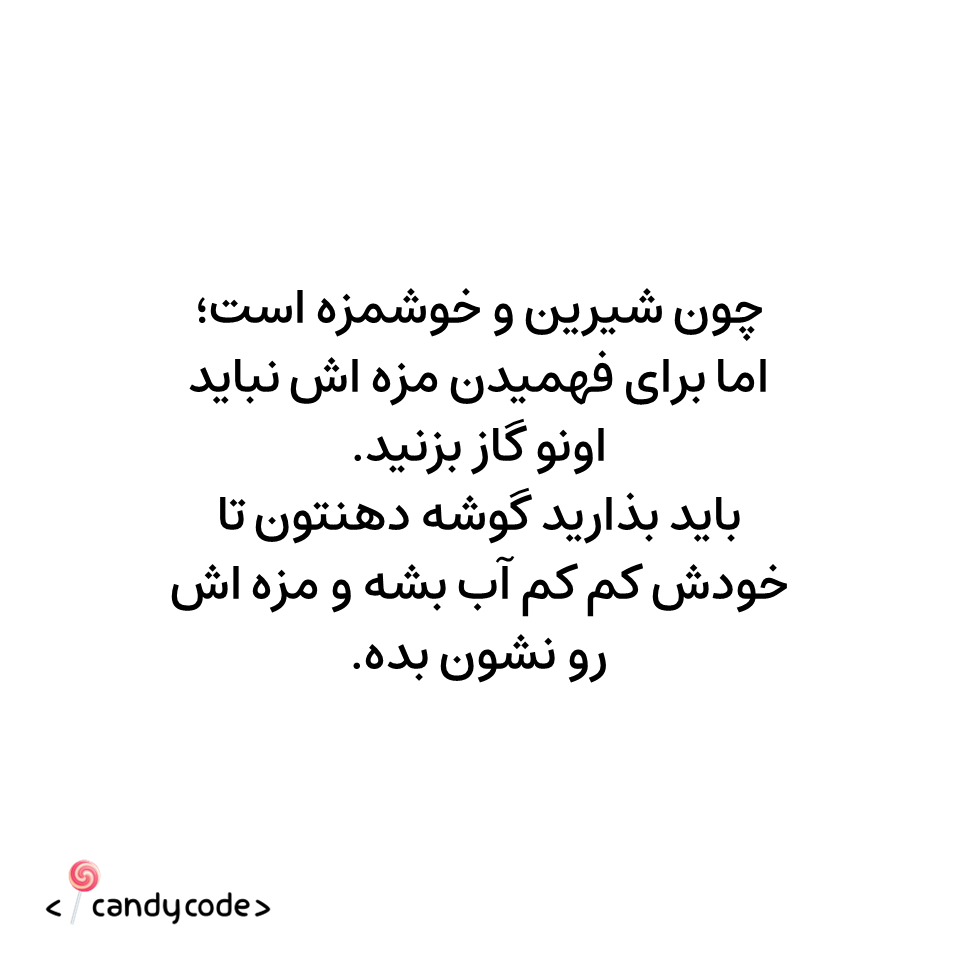 چون شیرین و خوشمزه است؛
اما برای فهمیدن مزه اش نباید
اونو گاز بزنید.
باید بذارید گوشه دهنتون تا
خودش کم کم آب بشه و مزه اش
رو نشون بده.
< / candycode>